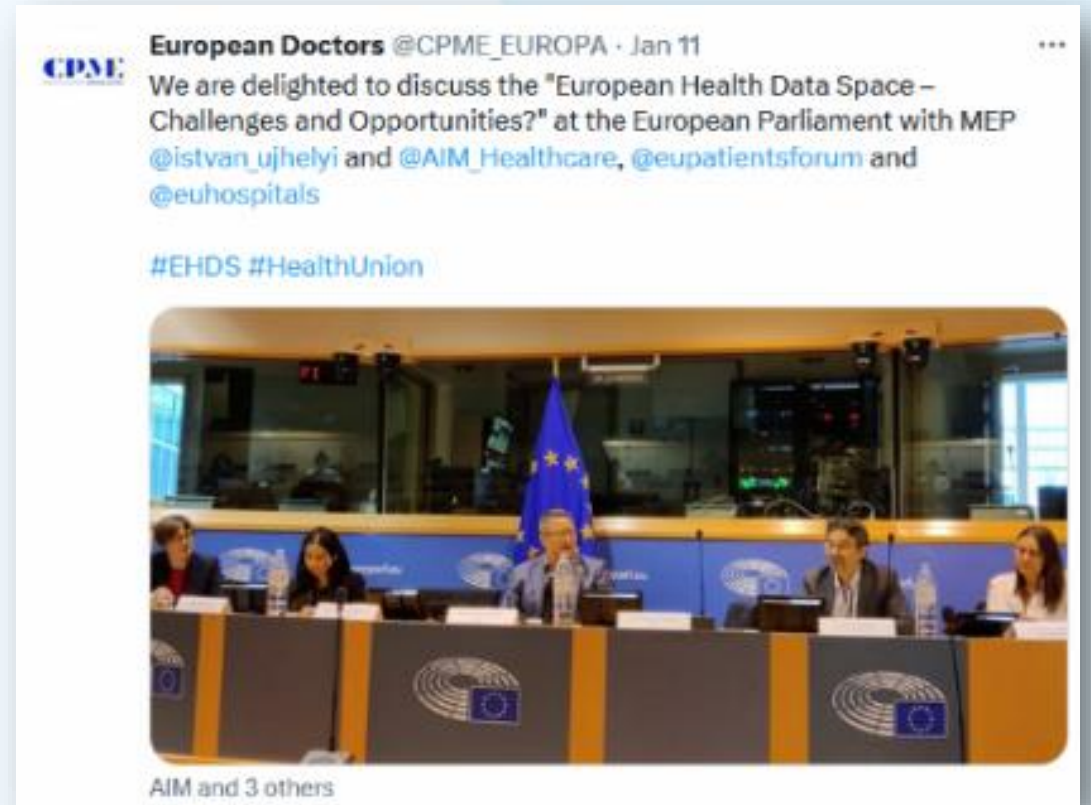 European Doctors @CPME_EUROPA · Jan 11
CPME
We are delighted to discuss the "European Health Data Space –
Challenges and Opportunities?" at the European Parliament with MEP
@istvan_ujhelyi and @AIM_Healthcare, @eupatientsforum and
@euhospitals
#EHDS #HealthUnion
AIM and 3 others